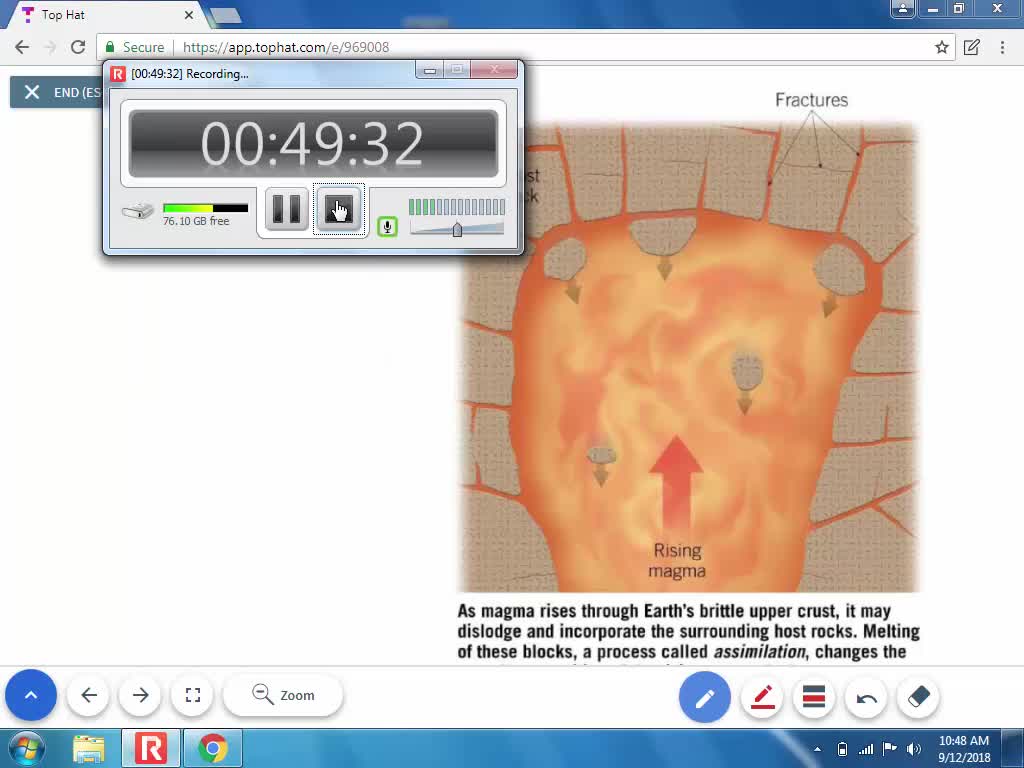 Top Hat
Secure
https://app.tophat.com/e/969008
[00:49:32] Recording...
END (ES
00:49:32
76.10 GB free
Fractures
st
ck
Rising
magma
As magma rises through Earth's brittle upper crust, it may
dislodge and incorporate the surrounding host rocks. Melting
of these blocks, a process called assimilation, changes the
Zoom
10:48 AM
9/12/2018